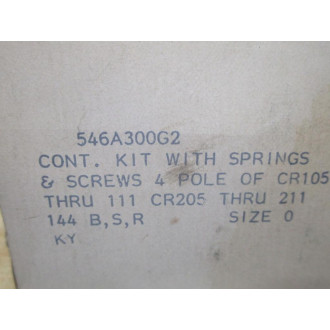 546A300G2
CONT. KIT WITH SPRINGS
& SCREWS 4 POLE OF CR105
THRU 111 CR205 THRU 211
144 B,S,R SIZE 0
KY